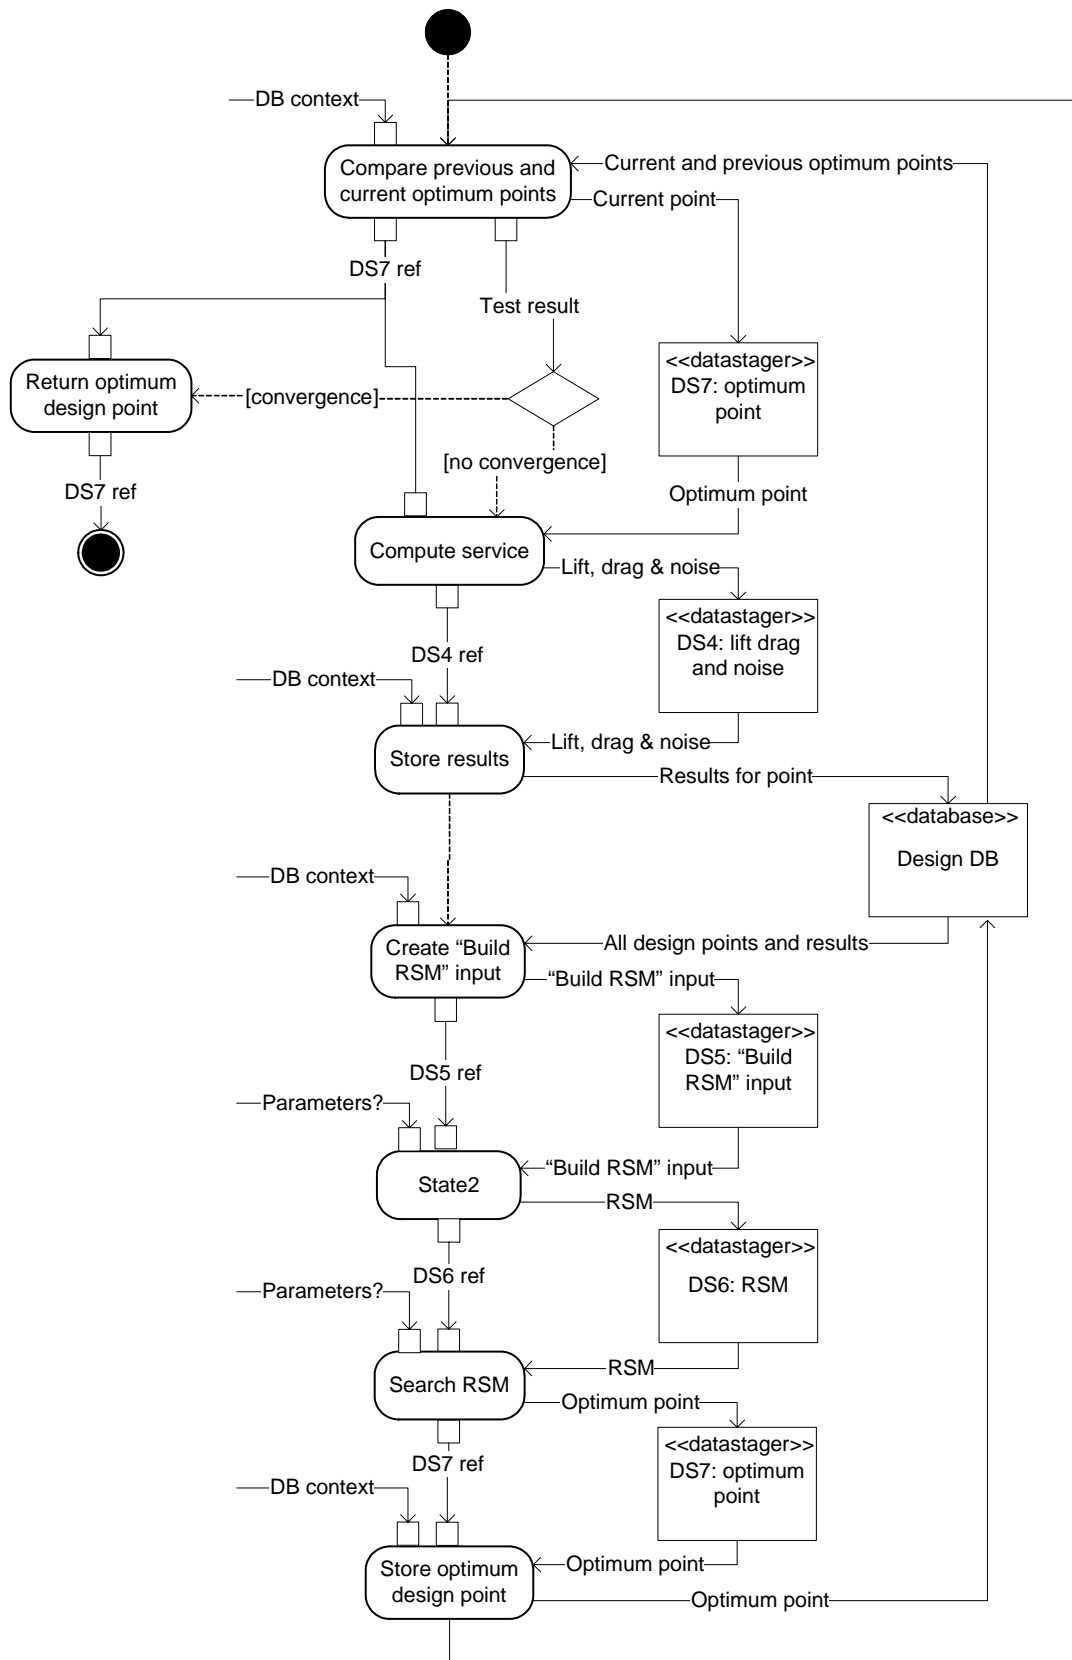 DB context
Compare previous and
current optimum points
Current and previous optimum points
Current point
DS7 ref
Test result
<<datastager>>
DS7: optimum
point
Return optimum
design point
[convergence]
[no convergence]
DS7 ref
Optimum point
Compute service
Lift, drag & noise
<<datastager>>
DS4: lift drag
and noise
DS4 ref
DB context
Lift, drag & noise
Store results
Results for point
<<database>>
Design DB
DB context
All design points and results
Create “Build
RSM” input
“Build RSM” input
<<datastager>>
DS5: “Build
RSM” input
DS5 ref
Parameters?
“Build RSM” input
State2
RSM
<<datastager>>
DS6: RSM
DS6 ref
Parameters?
RSM
Search RSM
Optimum point
<<datastager>>
DS7: optimum
point
DS7 ref
DB context
Optimum point
Store optimum
design point
Optimum point